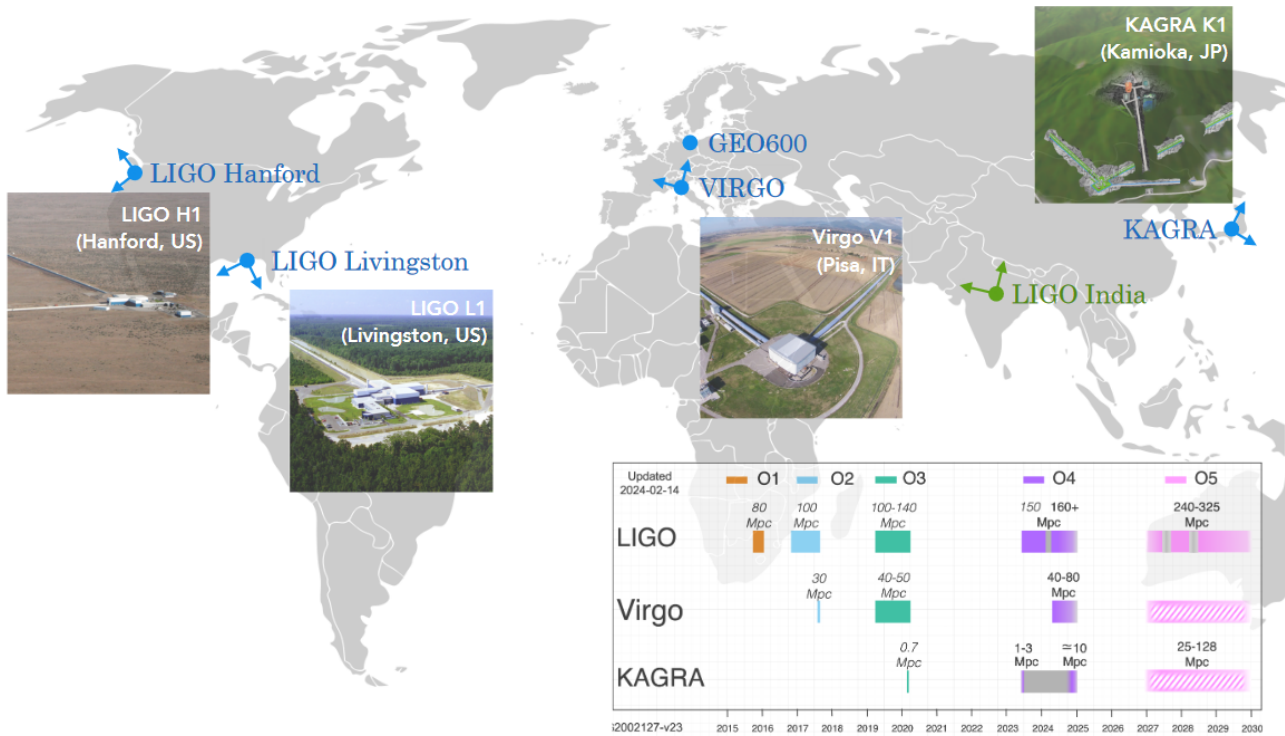 KAGRA K1
(Kamioka, JP)
GEO600
LIGO Hanford
VIRGO
LIGO H1
(Hanford, US)
KAGRA
Virgo V1
(Pisa, IT)
LIGO Livingston
LIGO India
LIGO L1
(Livingston, US)
Updated
2024-02-14
O1 O2 O3 O4 O5
80 100 100-140 150 160+ 240-325
Mpc Mpc Mpc Mpc Mpc
LIGO
30 40-50 40-80
Mpc Mpc Mpc
Virgo
0.7 1-3 ≃10 25-128
Mpc Mpc Mpc Mpc
KAGRA
2002127-v23
2015 2016 2017 2018 2019 2020 2021 2022 2023 2024 2025 2026 2027 2028 2029 2030